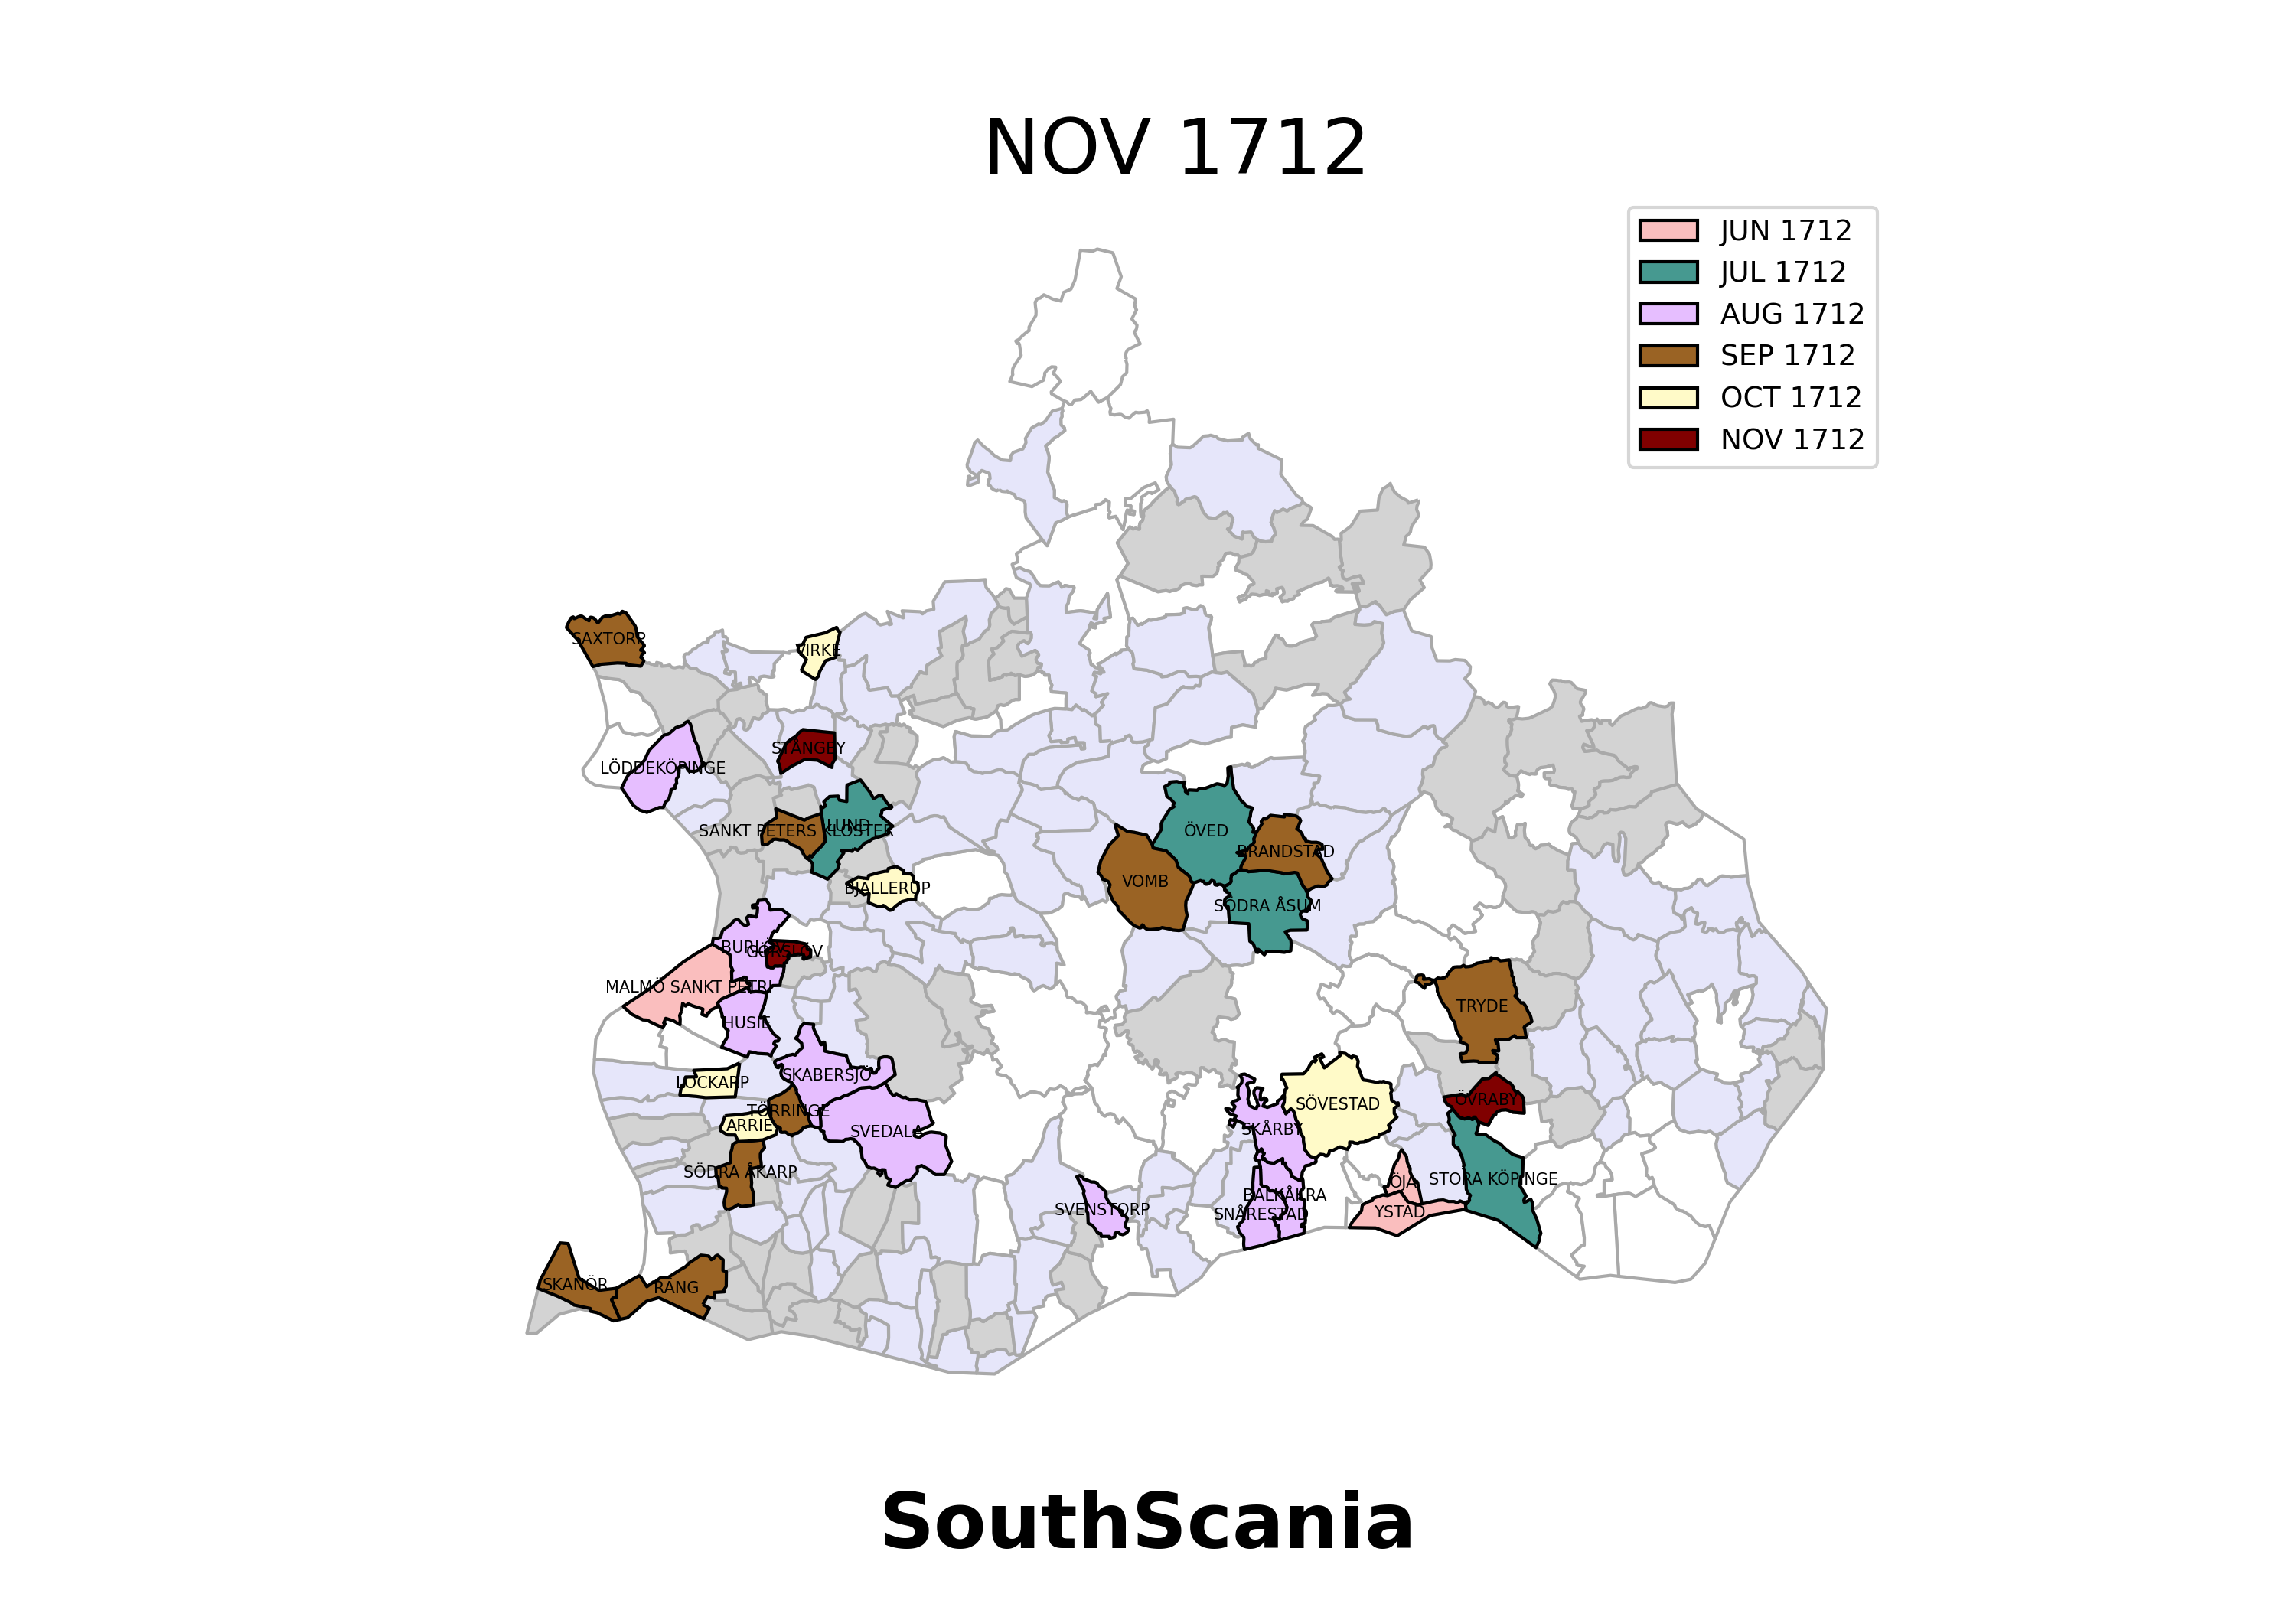 NOV 1712
JUN 1712
JUL 1712
AUG 1712
SEP 1712
OCT 1712
NOV 1712
SAXTORP
VIRKE
STÅNGBY
LÖDDEKÖPINGE
SANKT PETERS KLOSTER
LUND
ÖVED
BRANDSTAD
VOMB
BJÄLLERUP
SÖDRA ÅSUM
BURLÖV
GÖRSLÖV
MALMÖ SANKT PETRI
TRYDE
HUSIE
SKABERSJÖ
LOCKARP
ÖVRABY
SÖVESTAD
TÖRRINGE
ARRIE
SVEDALA
SKÅRBY
SÖDRA ÅKARP
STORA KÖPINGE
ÖJA
BALKÅKRA
SVENSTORP
SNÅRESTAD
YSTAD
SKANÖR
RÄNG
SouthScania